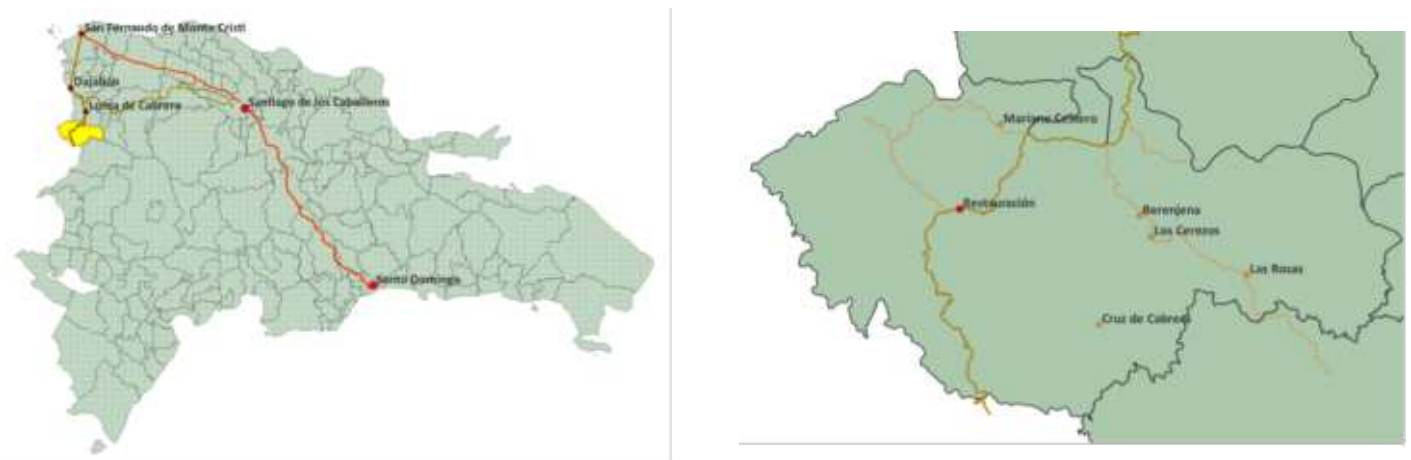 San Fernando de Monte Cristi
Dajabón
Loma de Cabrera
Santiago de los Caballeros
Santo Domingo
Mariano Cestero
Restauración
Berenjena
Los Cerezos
Las Rosas
Cruz de Cabrera